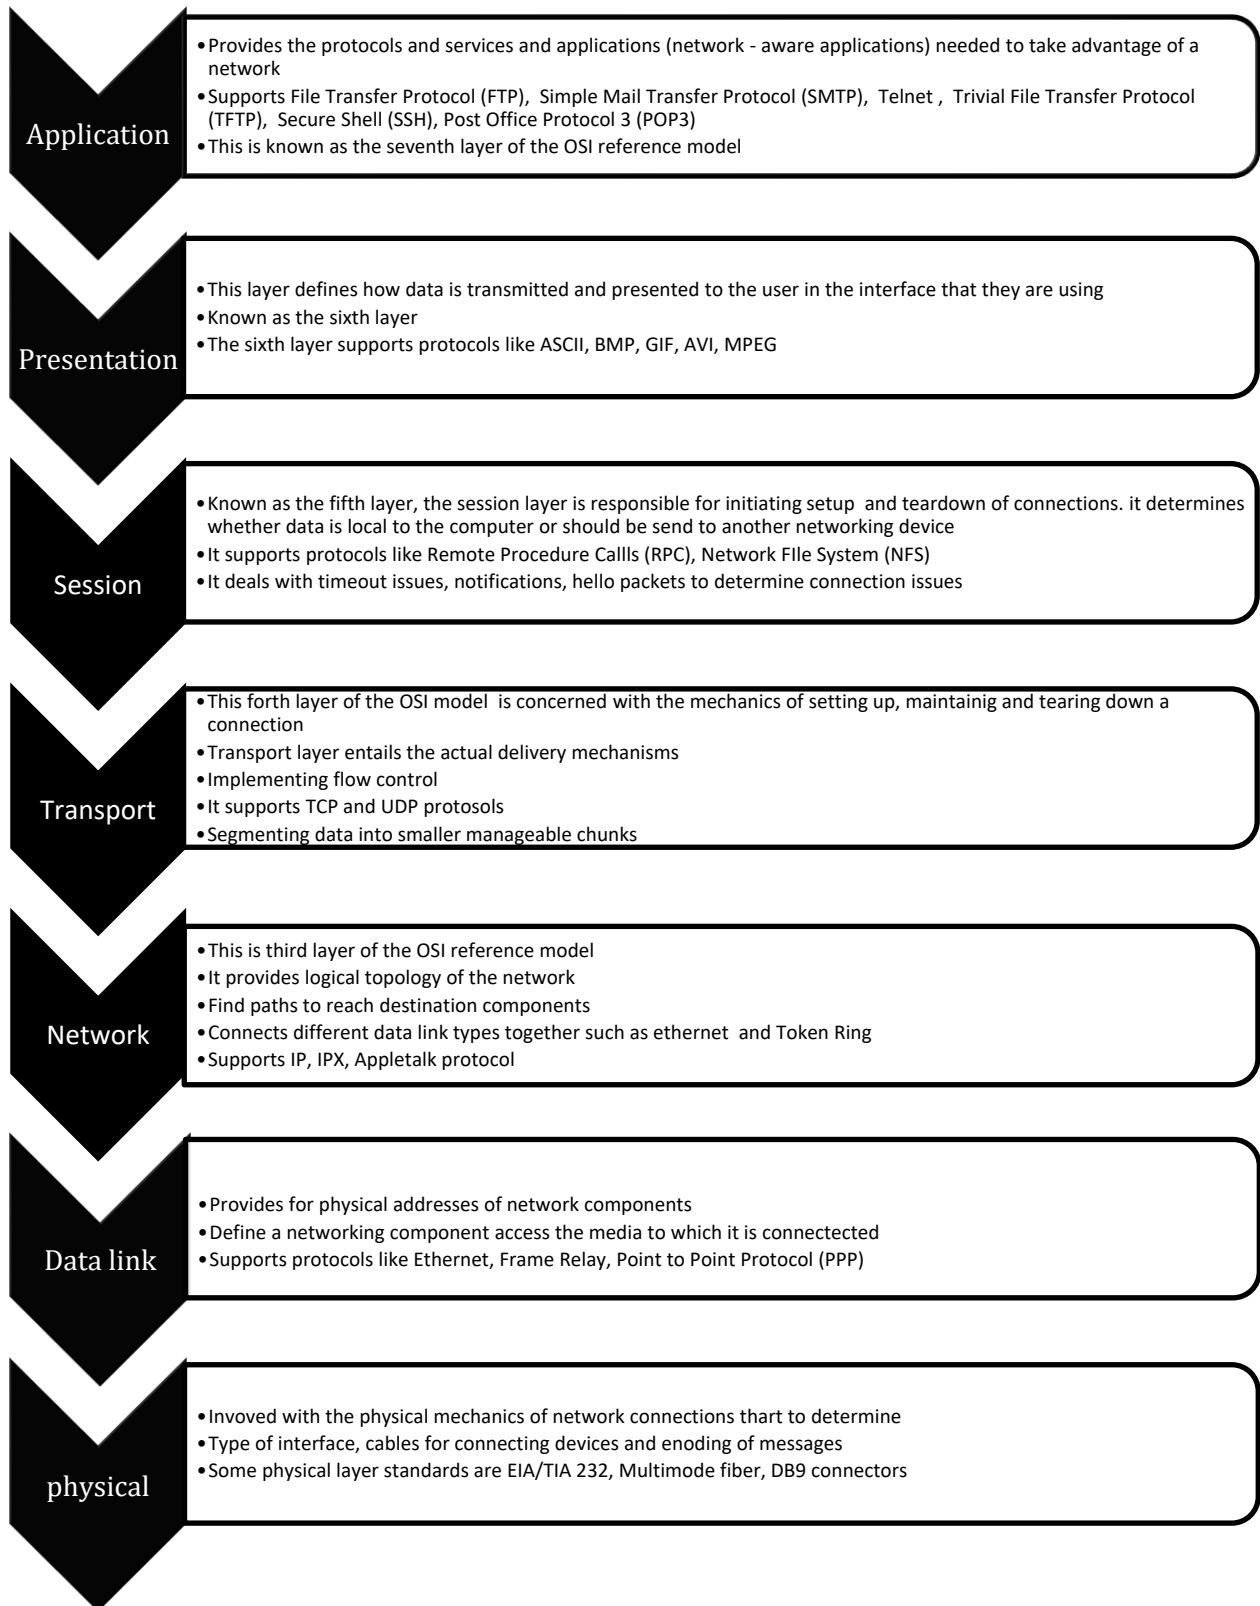 Application
•Provides the protocols and services and applications (network - aware applications) needed to take advantage of a
network
•Supports File Transfer Protocol (FTP),  Simple Mail Transfer Protocol (SMTP),  Telnet ,  Trivial File Transfer Protocol
(TFTP),  Secure Shell (SSH), Post Office Protocol 3 (POP3)
•This is known as the seventh layer of the OSI reference model
Presentation
•This layer defines how data is transmitted and presented to the user in the interface that they are using
•Known as the sixth layer
•The sixth layer supports protocols like ASCII, BMP, GIF, AVI, MPEG
Session
•Known as the fifth layer, the session layer is responsible for initiating setup  and teardown of connections. it determines
whether data is local to the computer or should be send to another networking device
•It supports protocols like Remote Procedure Callls (RPC), Network FIle System (NFS)
•It deals with timeout issues, notifications, hello packets to determine connection issues
Transport
•This forth layer of the OSI model  is concerned with the mechanics of setting up, maintainig and tearing down a
connection
•Transport layer entails the actual delivery mechanisms
•Implementing flow control
•It supports TCP and UDP protosols
•Segmenting data into smaller manageable chunks
Network
•This is third layer of the OSI reference model
•It provides logical topology of the network
•Find paths to reach destination components
•Connects different data link types together such as ethernet  and Token Ring
•Supports IP, IPX, Appletalk protocol
Data link
•Provides for physical addresses of network components
•Define a networking component access the media to which it is connectected
•Supports protocols like Ethernet, Frame Relay, Point to Point Protocol (PPP)
physical
•Invoved with the physical mechanics of network connections thart to determine
•Type of interface, cables for connecting devices and enoding of messages
•Some physical layer standards are EIA/TIA 232, Multimode fiber, DB9 connectors